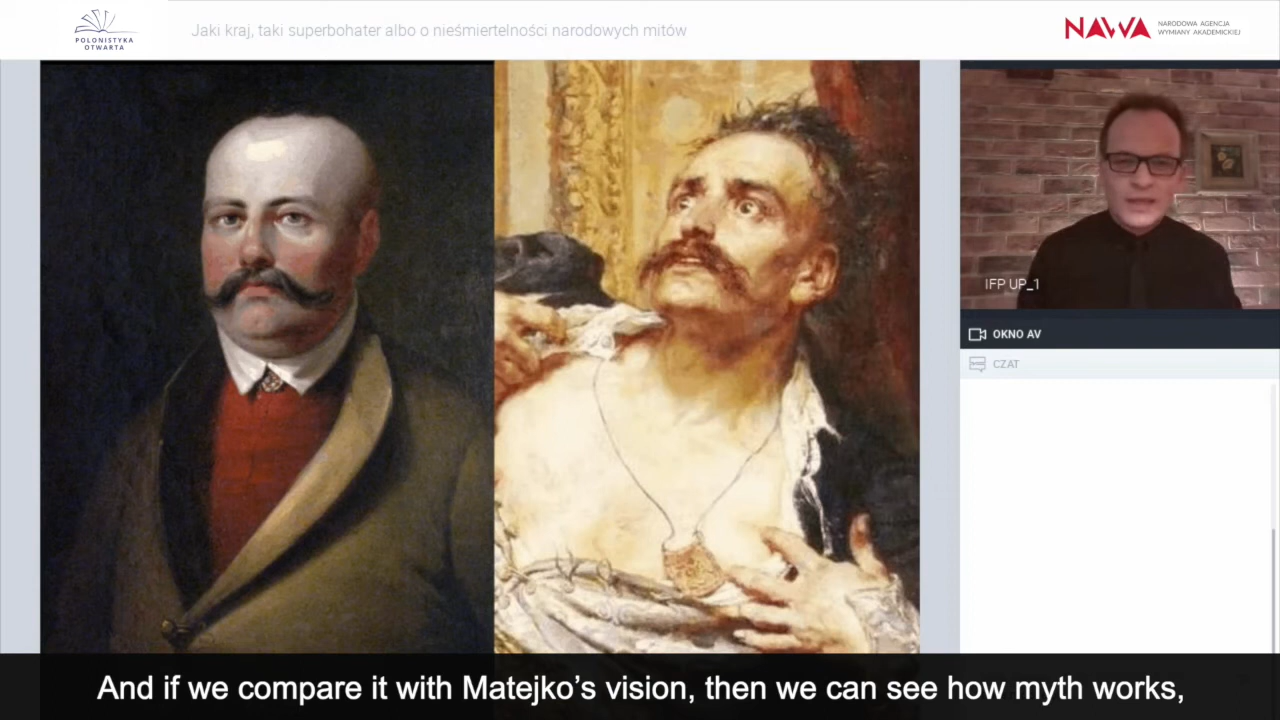 POLONISTYKA
OTWARTA
Jaki kraj, taki superbohater albo o nieśmiertelności narodowych mitów
NAWA
NARODOWA AGENCJA
WYMIANY AKADEMICKIEJ
IFP UP_1
OKNO AV
CZAT
And if we compare it with Matejko’s vision, then we can see how myth works,